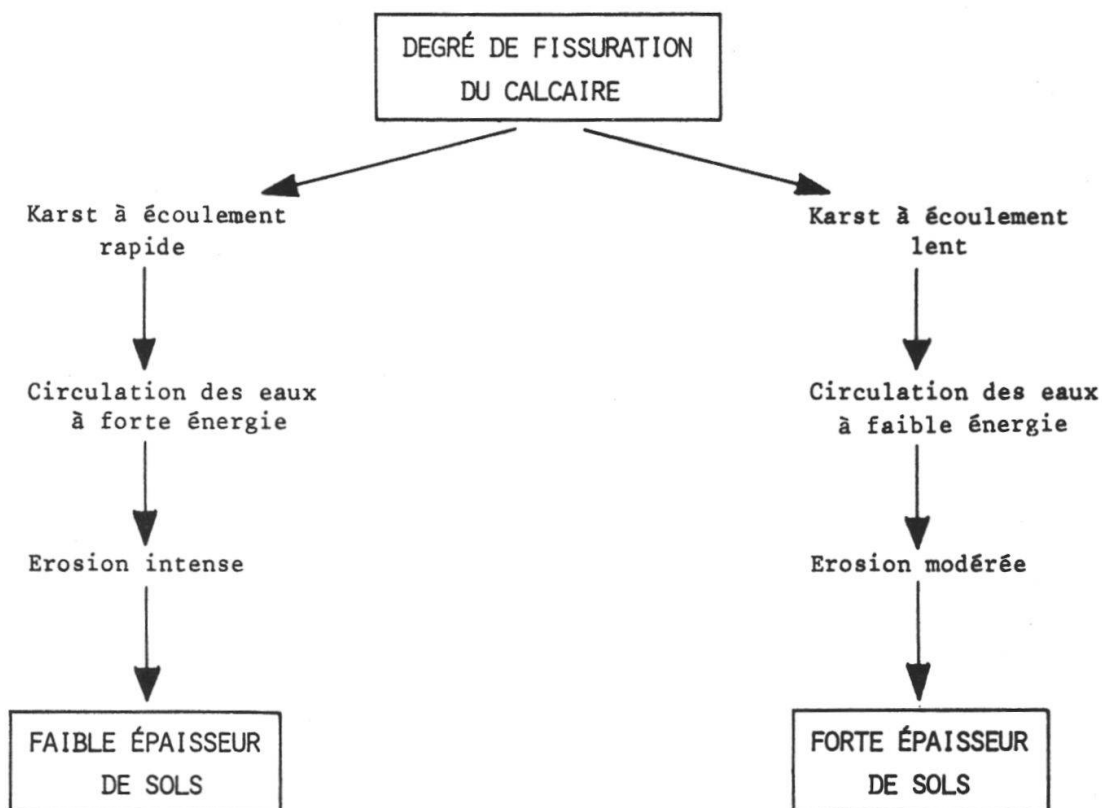 DEGRÉ DE FISSURATION
DU CALCAIRE
Karst à écoulement
rapide
Karst à écoulement
lent
Circulation des eaux
à forte énergie
Circulation des eaux
à faible énergie
Erosion intense
Erosion modérée
FAIBLE ÉPAISSEUR
DE SOLS
FORTE ÉPAISSEUR
DE SOLS